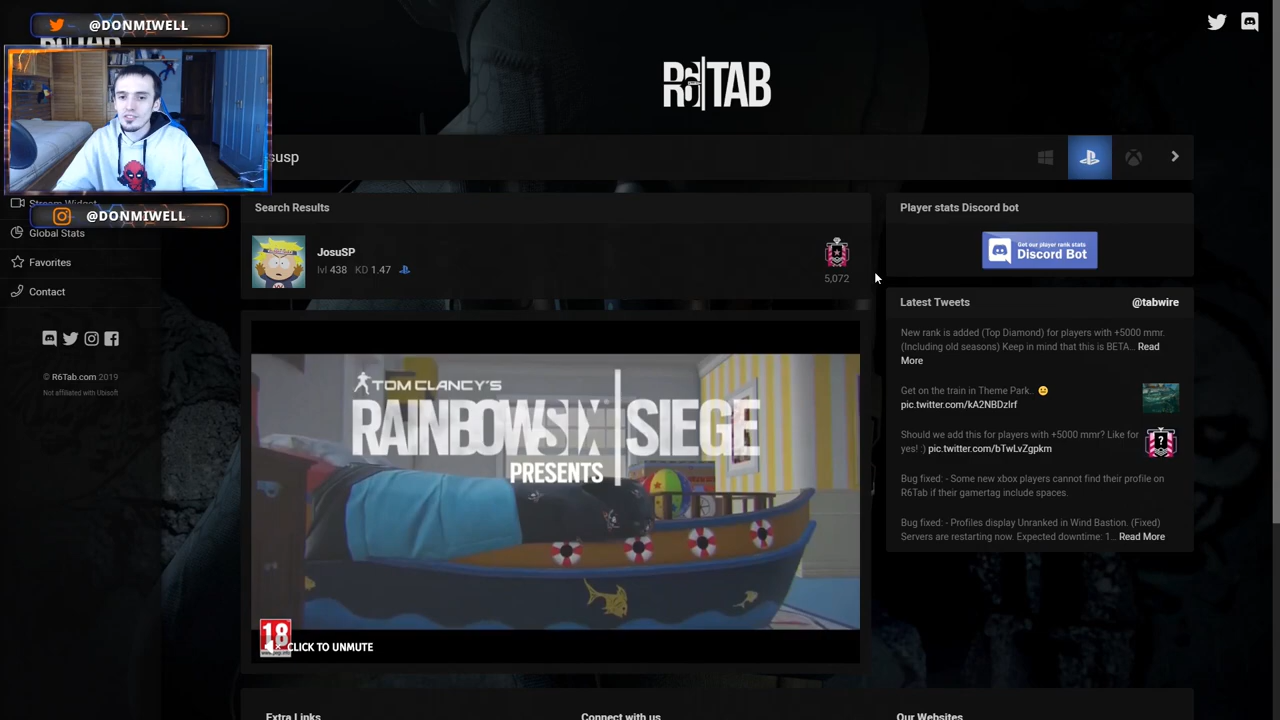 @DONMIWELL
R6TAB
susp
Stream Widget
@DONMIWELL
Global Stats
Favorites
Contact
© R6Tab.com 2019
Not affiliated with Ubisoft
Search Results
JosuSP
lvl 438 KD 1.47
5,072
TOM CLANCY'S
RAINBOWSIX|SIEGE
PRESENTS
18
CLICK TO UNMUTE
Player stats Discord bot
Get our player rank stats
Discord Bot
Latest Tweets @tabwire
New rank is added (Top Diamond) for players with +5000 mmr.
(Including old seasons) Keep in mind that this is BETA... Read
More
Get on the train in Theme Park..
pic.twitter.com/kA2NBDzIrf
Should we add this for players with +5000 mmr? Like for
yes! :) pic.twitter.com/bTwLvZgpkm
Bug fixed: - Some new xbox players cannot find their profile on
R6Tab if their gamertag include spaces.
Bug fixed: - Profiles display Unranked in Wind Bastion. (Fixed)
Servers are restarting now. Expected downtime: 1... Read More
Extra Links
Connect with us
Our Websites